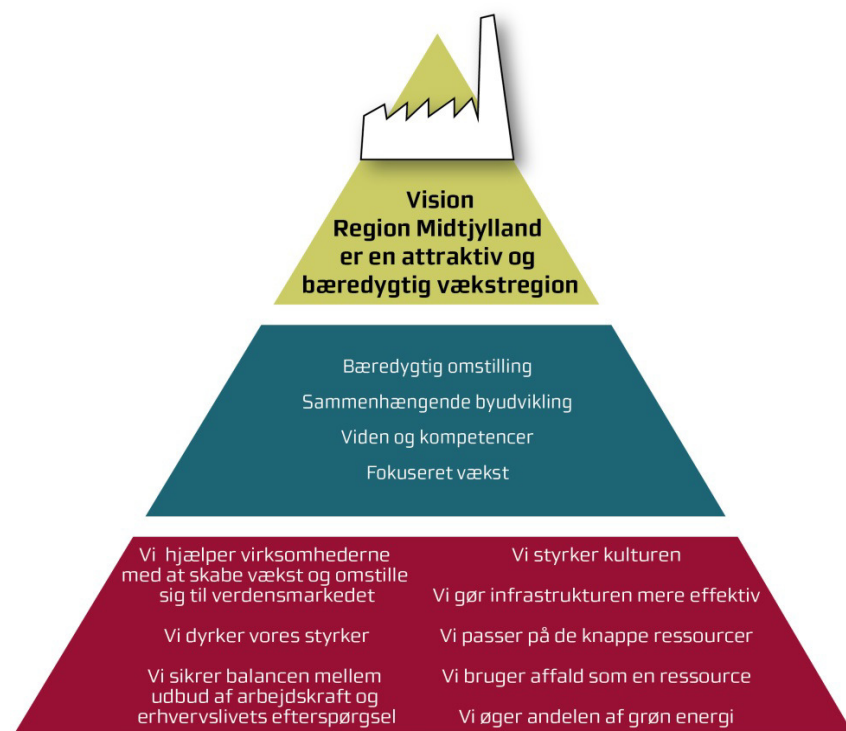 Vision
Region Midtjylland
er en attraktiv og
bæredygtig vækstregion
Bæredygtig omstilling
Sammenhængende byudvikling
Viden og kompetencer
Fokuseret vækst
Vi hjælper virksomhederne
med at skabe vækst og omstille
sig til verdensmarkedet
Vi dyrker vores styrker
Vi sikrer balancen mellem
udbud af arbejdskraft og
erhvervslivets efterspørgsel
Vi styrker kulturen
Vi gør infrastrukturen mere effektiv
Vi passer på de knappe ressourcer
Vi bruger affald som en ressource
Vi øger andelen af grøn energi